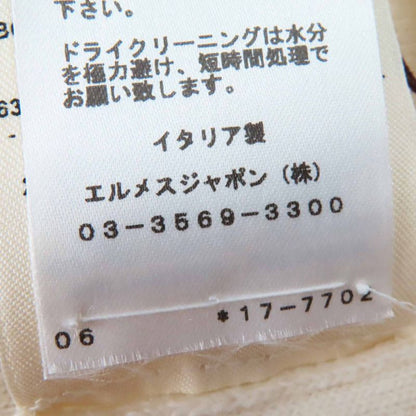 下さい。
ドライクリーニングは水分
を極力避け、短時間処理で
お願い致します。
イタリア製
エルメスジャポン（株）
03-3569-3300
06 *17-7702